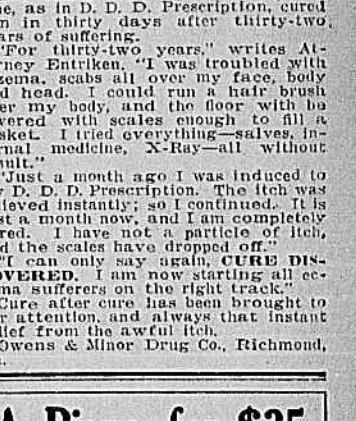 ne, as in D. D. D. Prescription, cured
n in thirty days after thirty-two
ars of suffering.
"For thirty-two years," writes At-
rney Entriken, "I was troubled with
zema, scabs all over my face, body
d head. I could run a hair brush
er my body, and the floor with be
vered with scales enough to fill a
sket. I tried everything—salves, in-
rnal medicine, X-Ray—all without
sult."
"Just a month ago I was induced to
y D. D. D. Prescription. The itch was
lieved instantly; so I continued. It is
st a month now, and I am completely
red. I have not a particle of itch,
d the scales have dropped off."
"I can only say again, CURE DIS-
OVERED. I am now starting all ec-
ma sufferers on the right track."
Cure after cure has been brought to
r attention, and always that instant
lief from the awful itch.
Owens & Minor Drug Co., Richmond,